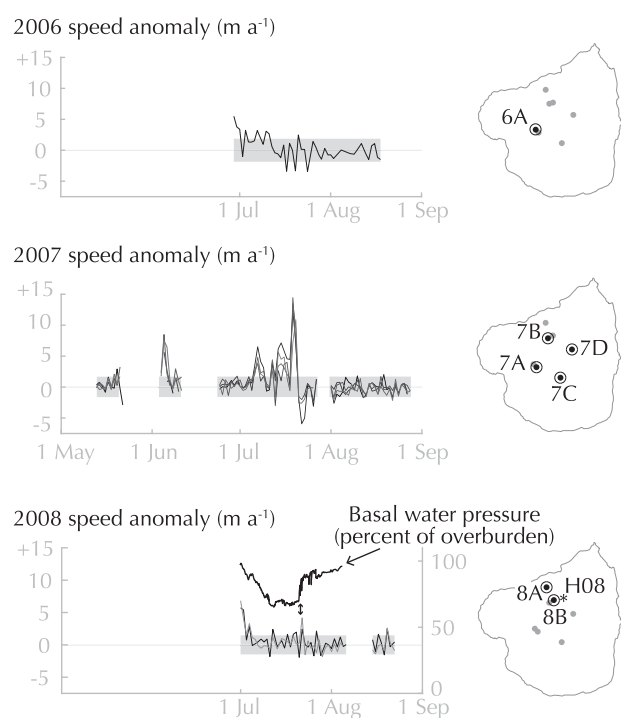 2006 speed anomaly (m a⁻¹)
+15
10
5
0
-5
1 Jul 1 Aug 1 Sep
6A
2007 speed anomaly (m a⁻¹)
+15
10
5
0
-5
1 May 1 Jun 1 Jul 1 Aug 1 Sep
7B
7D
7A
7C
2008 speed anomaly (m a⁻¹)
Basal water pressure
(percent of overburden)
+15
10
5
0
-5
100
50
0
1 Jul 1 Aug 1 Sep
8A H08
*
8B